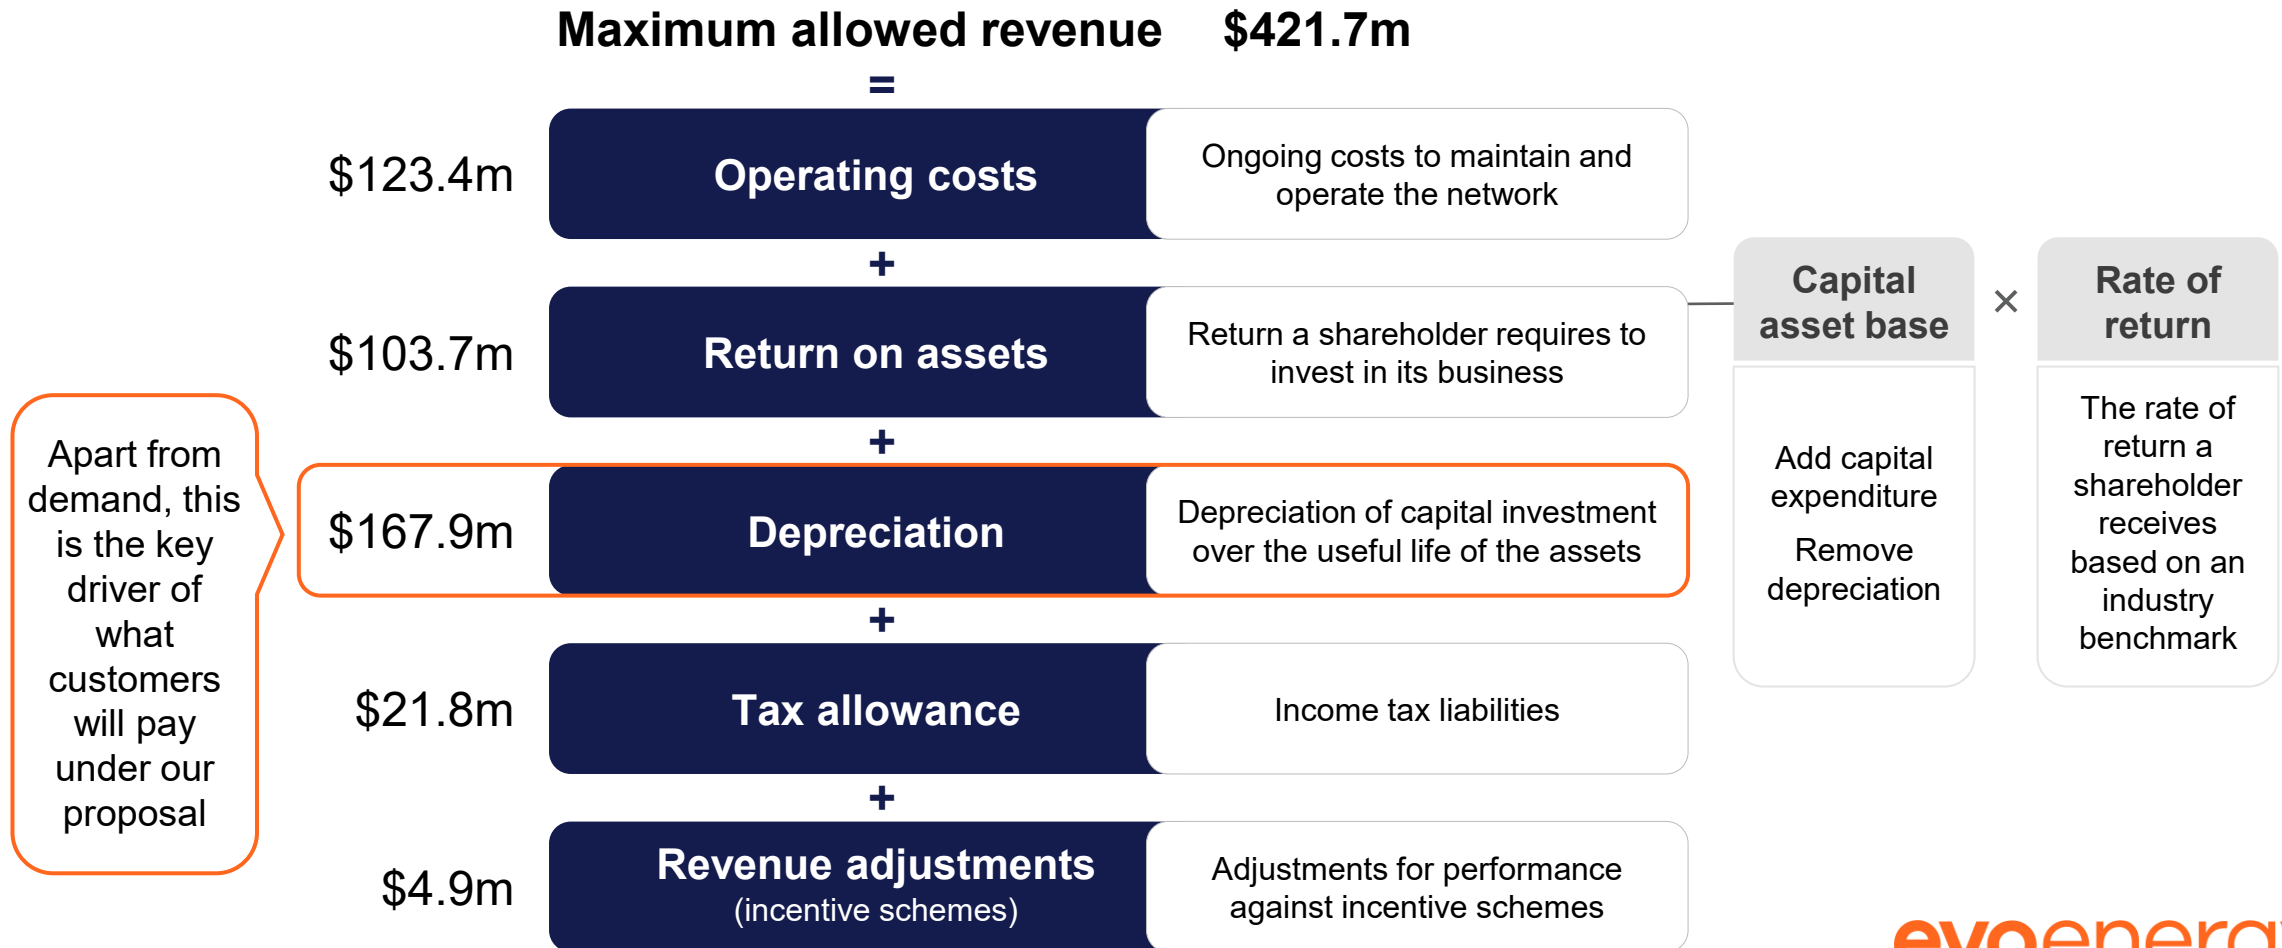 Maximum allowed revenue $421.7m
=
$123.4m
Operating costs
Ongoing costs to maintain and
operate the network
+
$103.7m
Return on assets
Return a shareholder requires to
invest in its business
Capital
asset base
×
Rate of
return
Add capital
expenditure
Remove
depreciation
The rate of
return a
shareholder
receives
based on an
industry
benchmark
+
Apart from
demand, this
is the key
driver of
what
customers
will pay
under our
proposal
$167.9m
Depreciation
Depreciation of capital investment
over the useful life of the assets
+
$21.8m
Tax allowance
Income tax liabilities
+
$4.9m
Revenue adjustments
(incentive schemes)
Adjustments for performance
against incentive schemes
evoenergy